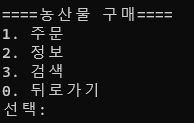 ====농산물 구매====
1. 주문
2. 정보
3. 검색
0. 뒤로가기
선택: